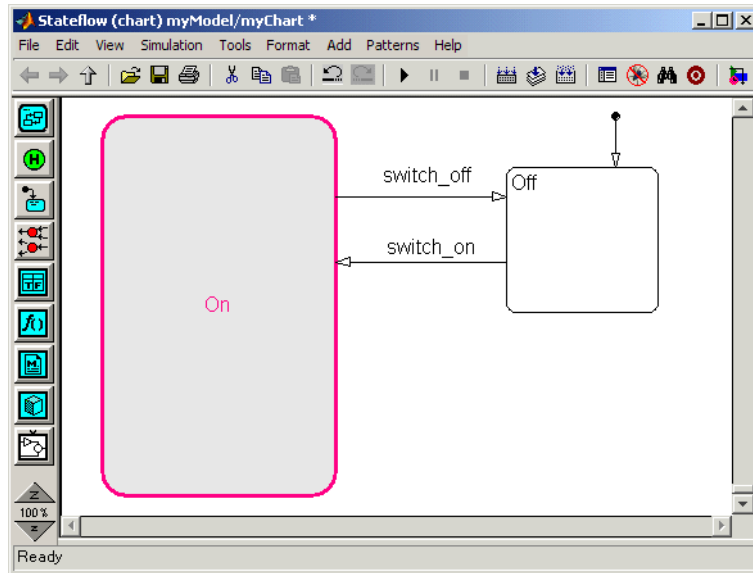 Stateflow (chart) myModel/myChart *
File Edit View Simulation Tools Format Add Patterns Help
H
switch_off
Off
switch_on
On
TF
f()
M
Z
100 %
z
Ready